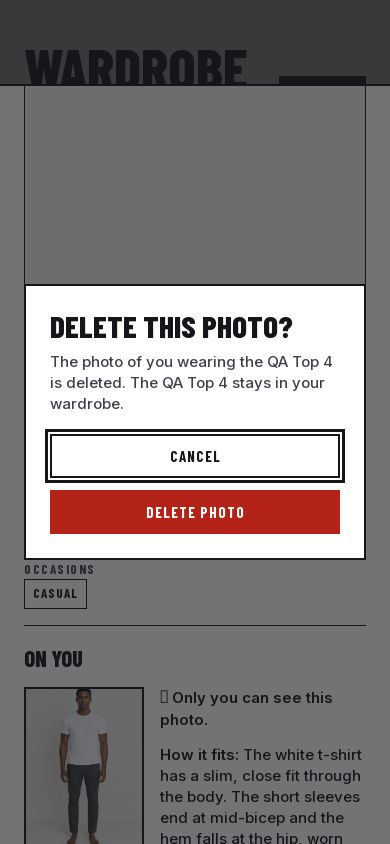 WARDROBE
DELETE THIS PHOTO?
The photo of you wearing the QA Top 4
is deleted. The QA Top 4 stays in your
wardrobe.
CANCEL
DELETE PHOTO
OCCASIONS
CASUAL
ON YOU
Only you can see this
photo.
How it fits: The white t-shirt
has a slim, close fit through
the body. The short sleeves
end at mid-bicep and the
hem falls at the hip, worn